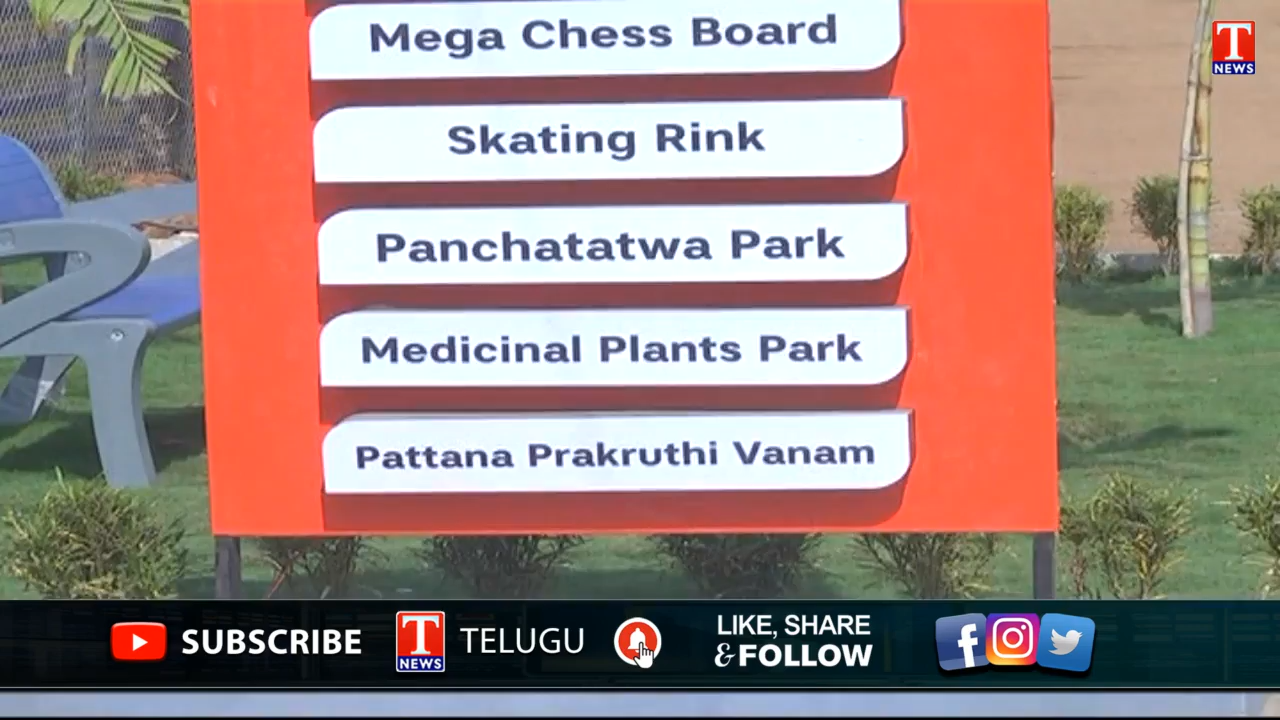 Mega Chess Board
T
NEWS
Skating Rink
Panchatatwa Park
Medicinal Plants Park
Pattana Prakruthi Vanam
SUBSCRIBE
T
NEWS
TELUGU
LIKE, SHARE
& FOLLOW